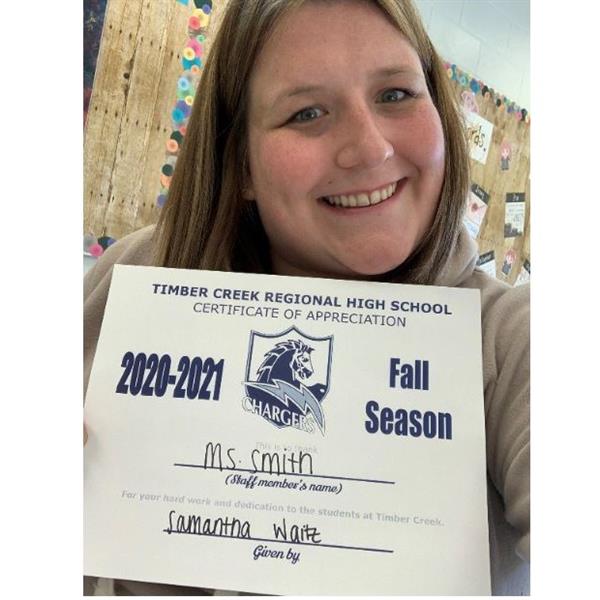 TIMBER CREEK REGIONAL HIGH SCHOOL
CERTIFICATE OF APPRECIATION
2020-2021
Fall
Season
CHARGERS
This is to thank
Ms. Smith
(Staff member's name)
For your hard work and dedication to the students at Timber Creek.
Samantha Waitz
Given by